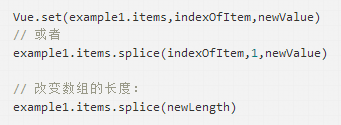 Vue.set(example1.items,indexOfItem,newValue)
// 或者
example1.items.splice(indexOfItem,1,newValue)
// 改变数组的长度：
example1.items.splice(newLength)